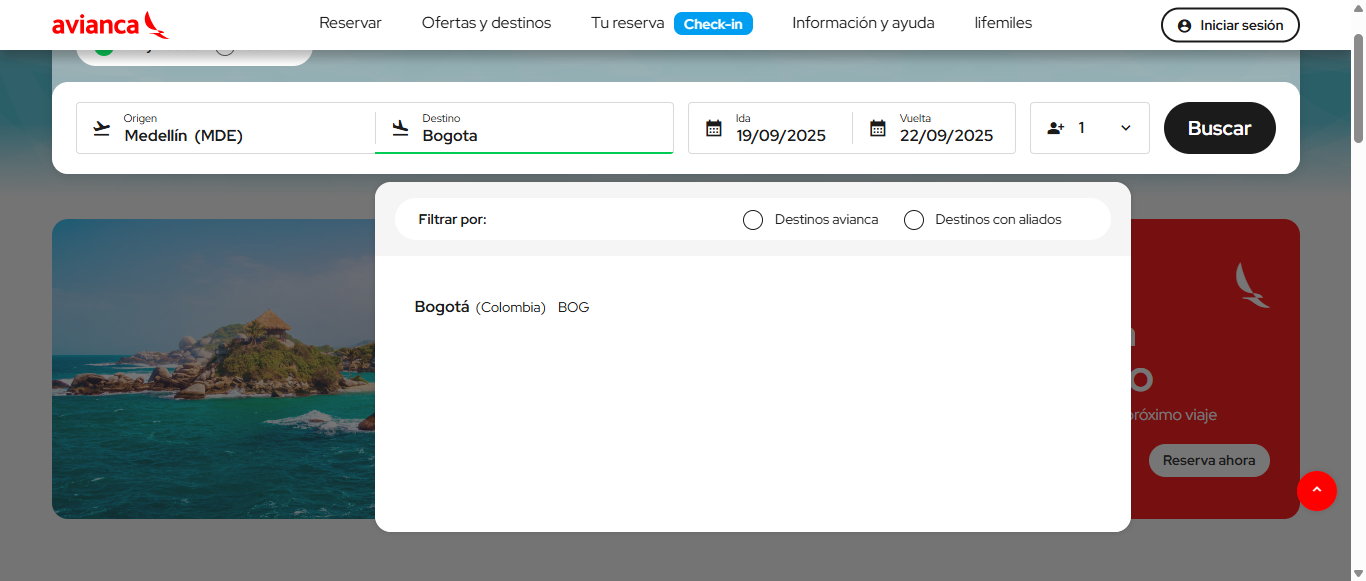 avianca
Reservar
Ofertas y destinos
Tu reserva
Check-in
Información y ayuda
lifemiles
Iniciar sesión
Origen
Medellín (MDE)
Destino
Bogota
Ida
19/09/2025
Vuelta
22/09/2025
1
Buscar
Filtrar por:
Destinos avianca
Destinos con aliados
Bogotá (Colombia) BOG
próximo viaje
Reserva ahora